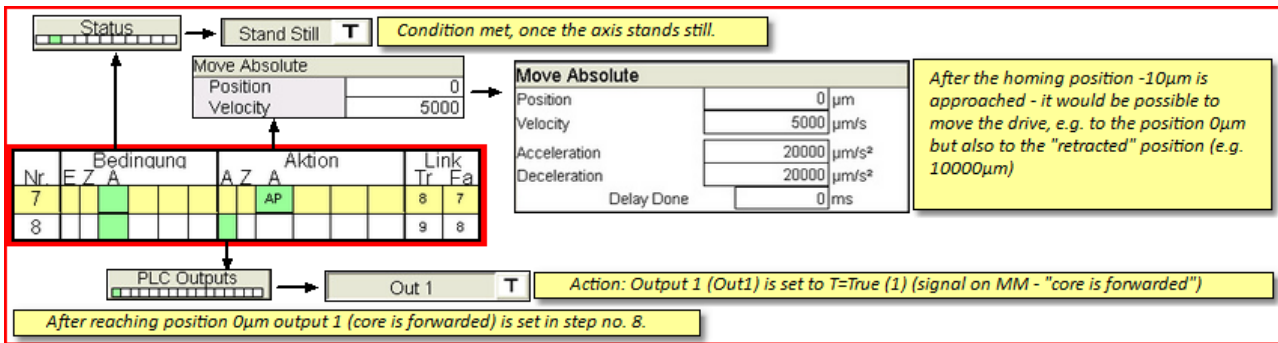 Status
Stand Still T
Condition met, once the axis stands still.
Move Absolute
Position 0
Velocity 5000
Move Absolute
Position 0 µm
Velocity 5000 µm/s
Acceleration 20000 µm/s²
Deceleration 20000 µm/s²
Delay Done 0 ms
After the homing position -10µm is
approached - it would be possible to
move the drive, e.g. to the position 0µm
but also to the "retracted" position (e.g.
10000µm)
Bedingung Aktion Link
Nr. E Z A A Z A Tr Fa
7 AP 8 7
8 9 8
PLC Outputs
Out 1 T
Action: Output 1 (Out1) is set to T=True (1) (signal on MM - "core is forwarded")
After reaching position 0µm output 1 (core is forwarded) is set in step no. 8.